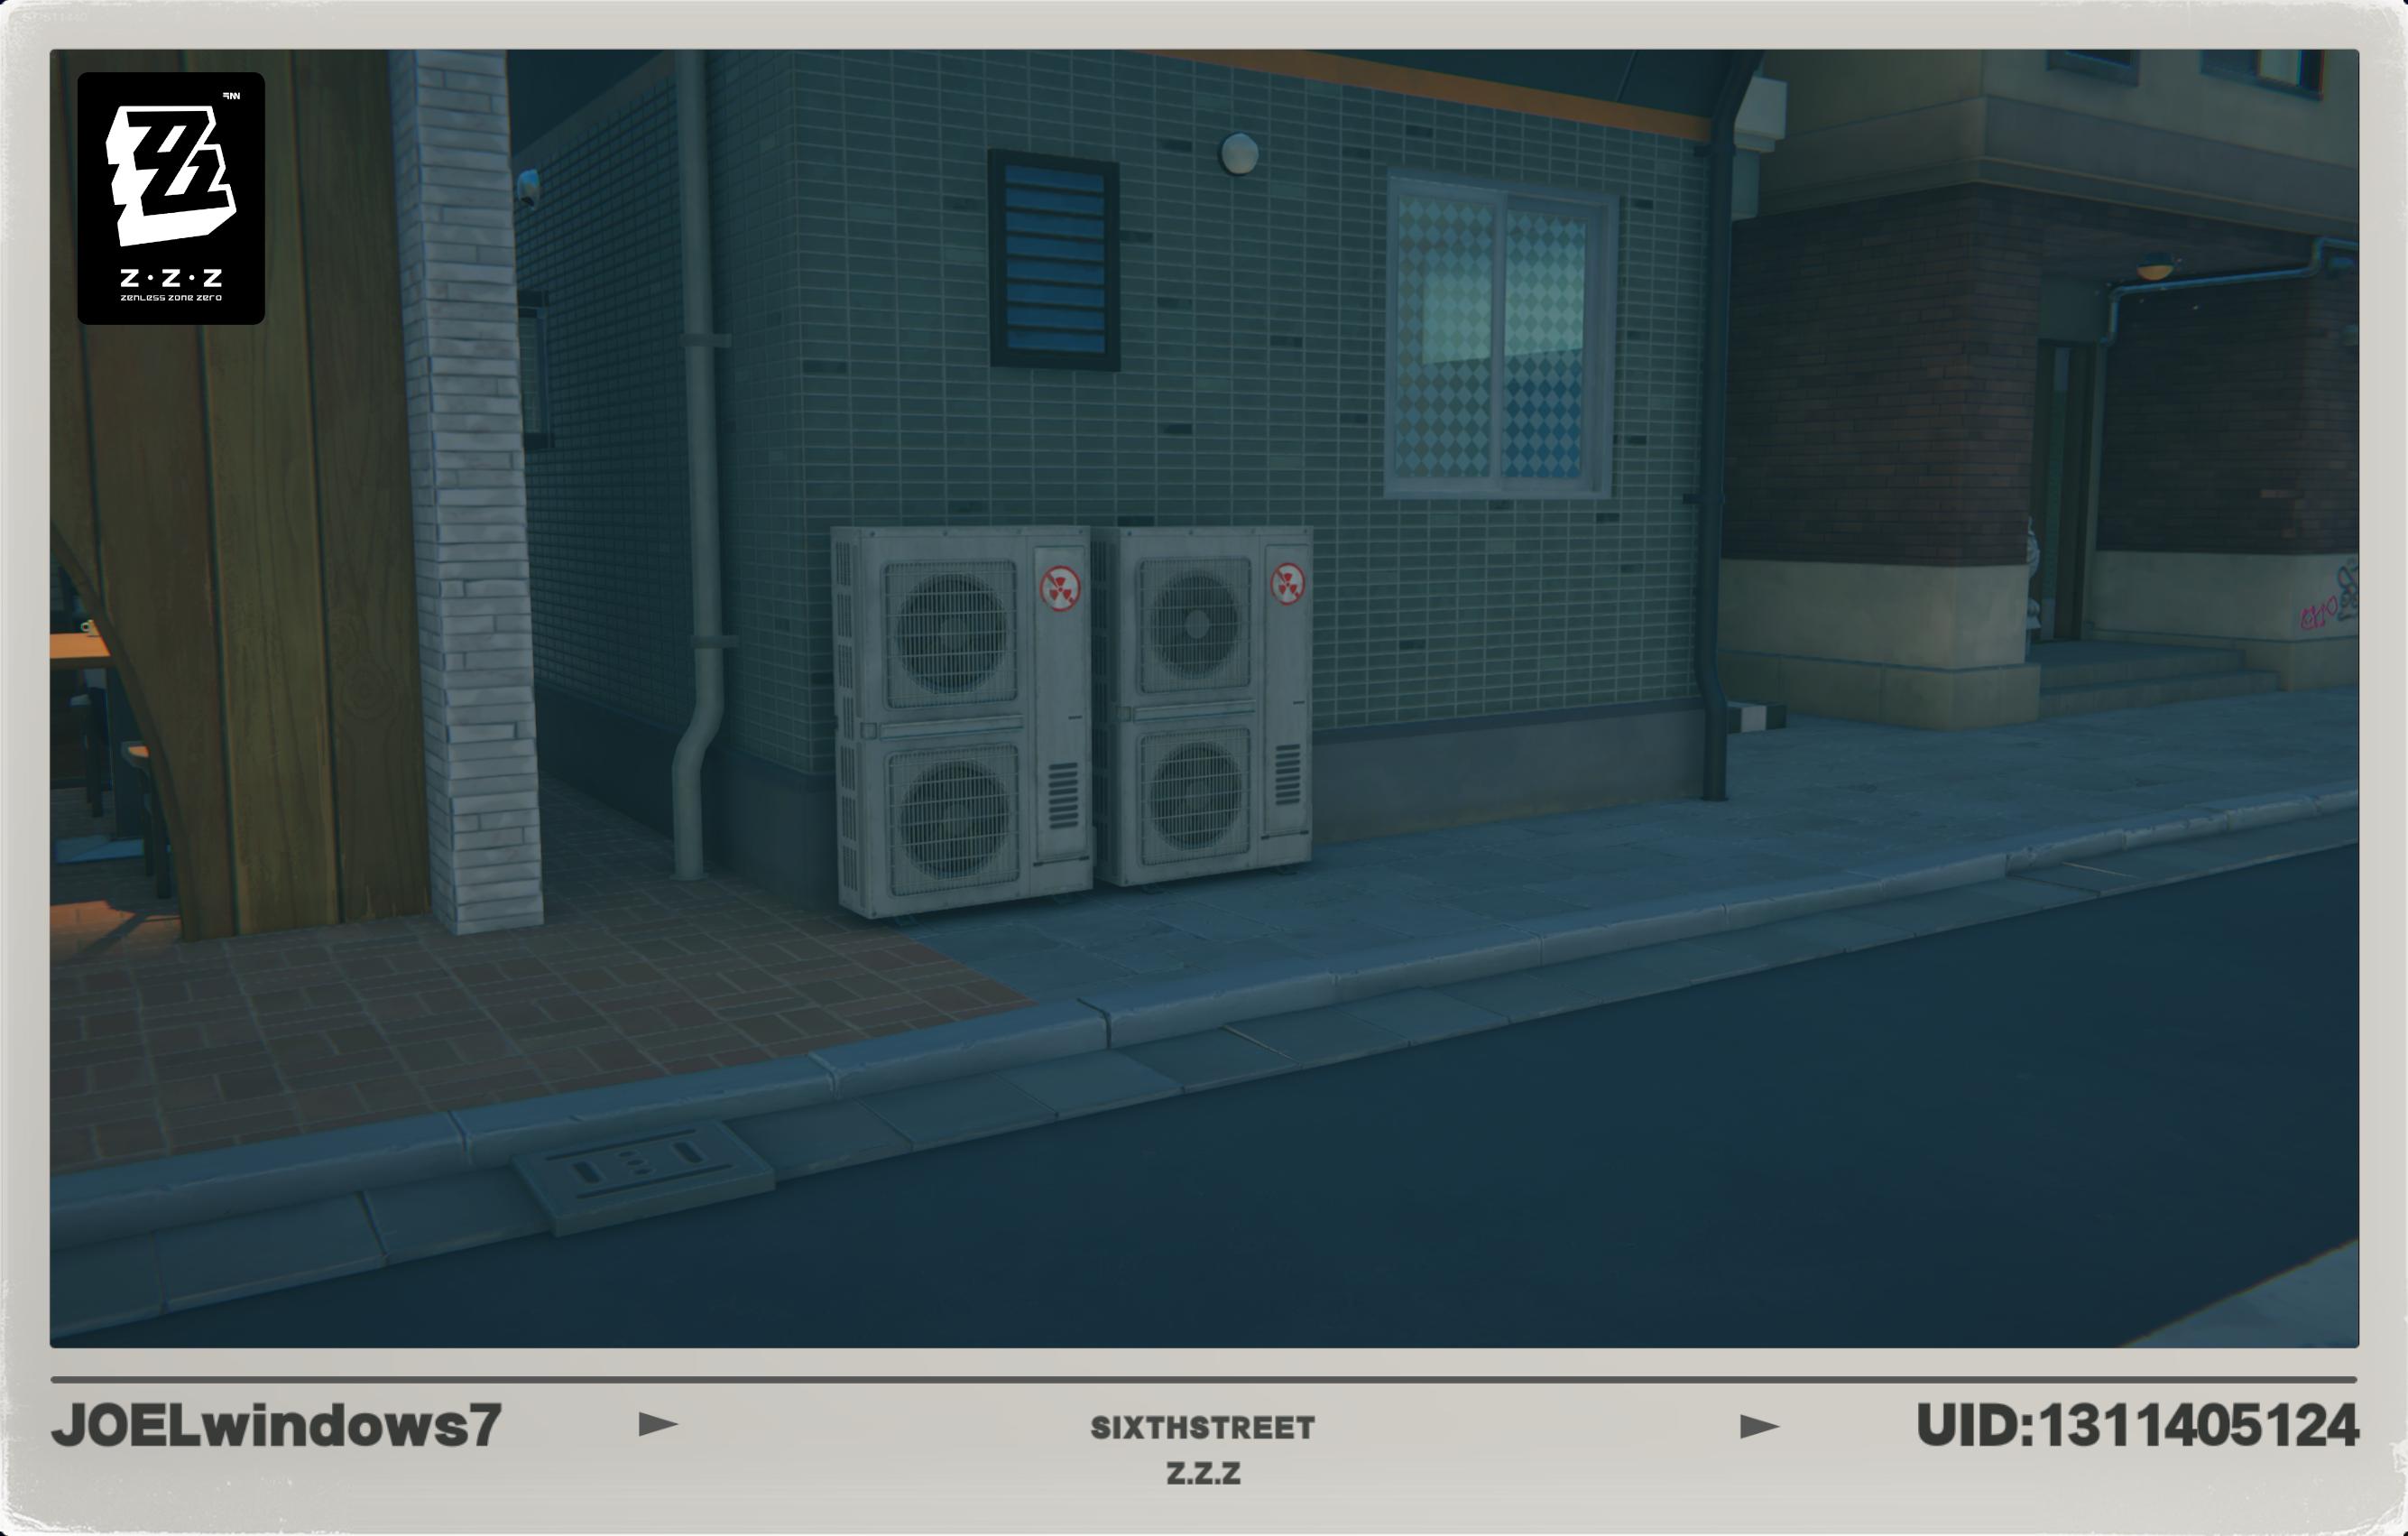 Z·Z·Z
zenless zone zero
JOELwindows7
SIXTHSTREET
Z.Z.Z
UID:1311405124